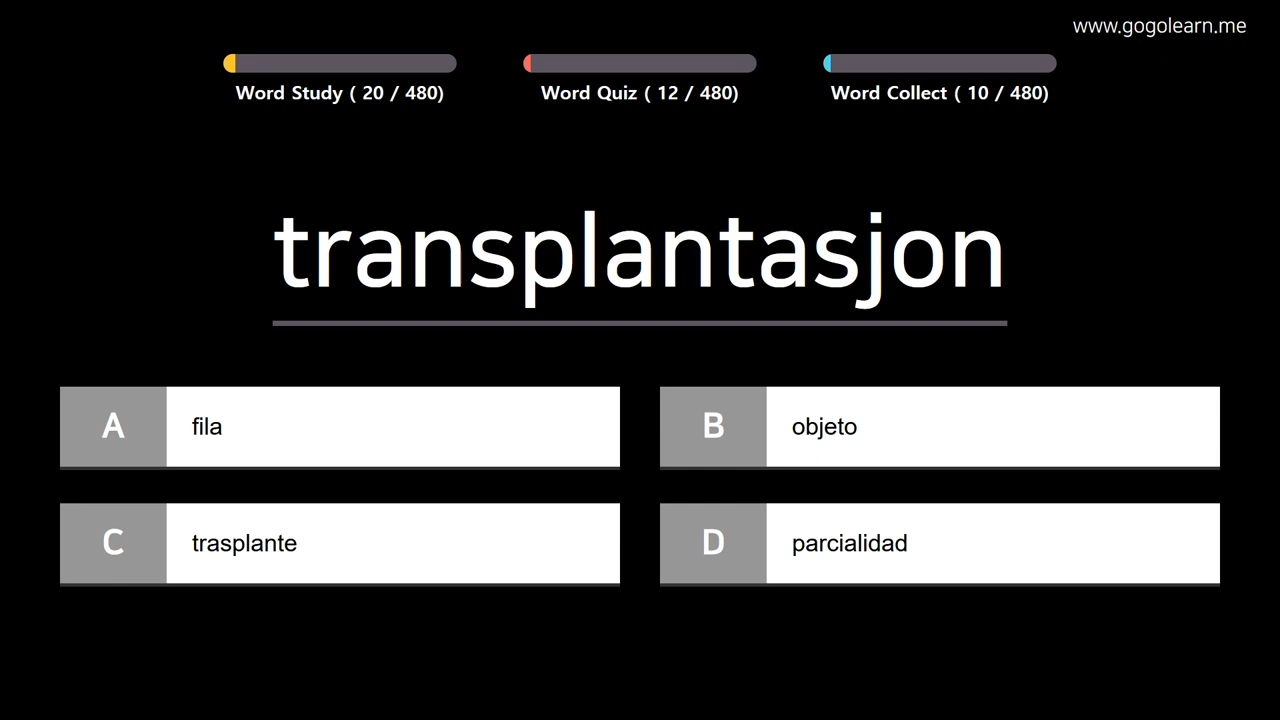 www.gogolearn.me
Word Study ( 20 / 480)
Word Quiz ( 12 / 480)
Word Collect ( 10 / 480)
transplantasjon
A fila
B objeto
C trasplante
D parcialidad